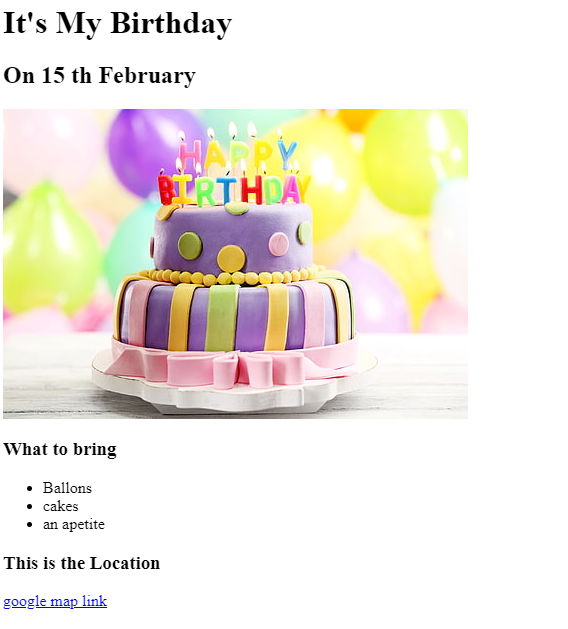 It's My Birthday
On 15 th February
HAPPY
BIRTHDAY
What to bring
Ballons
cakes
an apetite
This is the Location
google map link